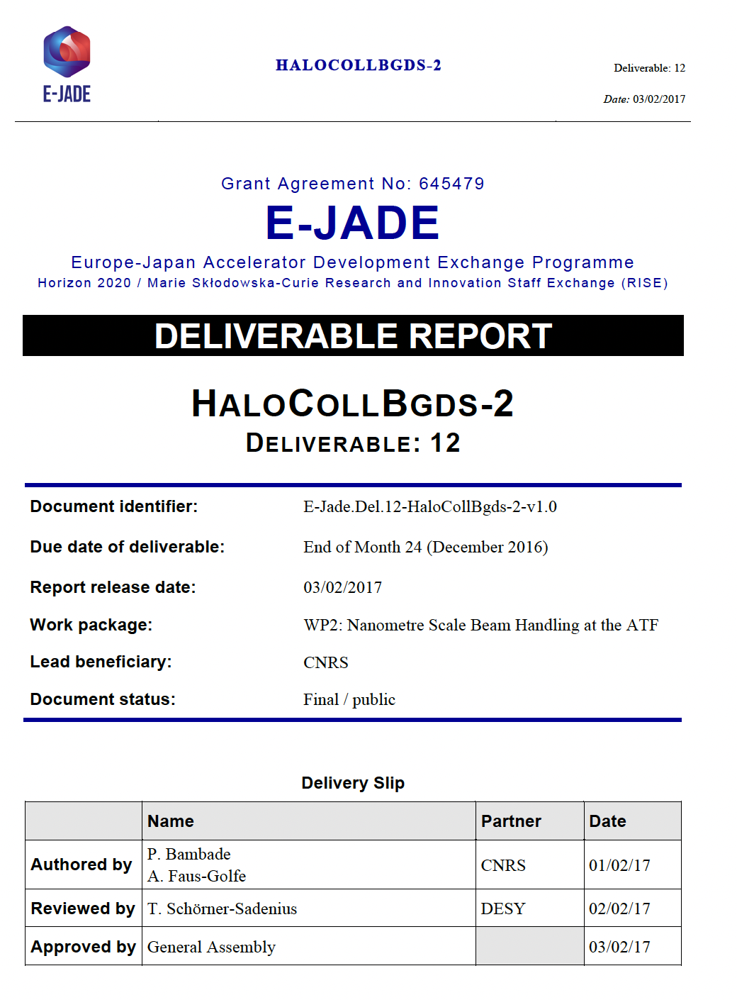 E-JADE
HALOCOLLBGDS-2
Deliverable: 12
Date: 03/02/2017
Grant Agreement No: 645479
E-JADE
Europe-Japan Accelerator Development Exchange Programme
Horizon 2020 / Marie Skłodowska-Curie Research and Innovation Staff Exchange (RISE)
DELIVERABLE REPORT
HALOCOLLBGDS-2
DELIVERABLE: 12
Document identifier: E-Jade.Del.12-HaloCollBgds-2-v1.0
Due date of deliverable: End of Month 24 (December 2016)
Report release date: 03/02/2017
Work package: WP2: Nanometre Scale Beam Handling at the ATF
Lead beneficiary: CNRS
Document status: Final / public
Delivery Slip
Name Partner Date
Authored by P. Bambade A. Faus-Golfe CNRS 01/02/17
Reviewed by T. Schörner-Sadenius DESY 02/02/17
Approved by General Assembly 03/02/17